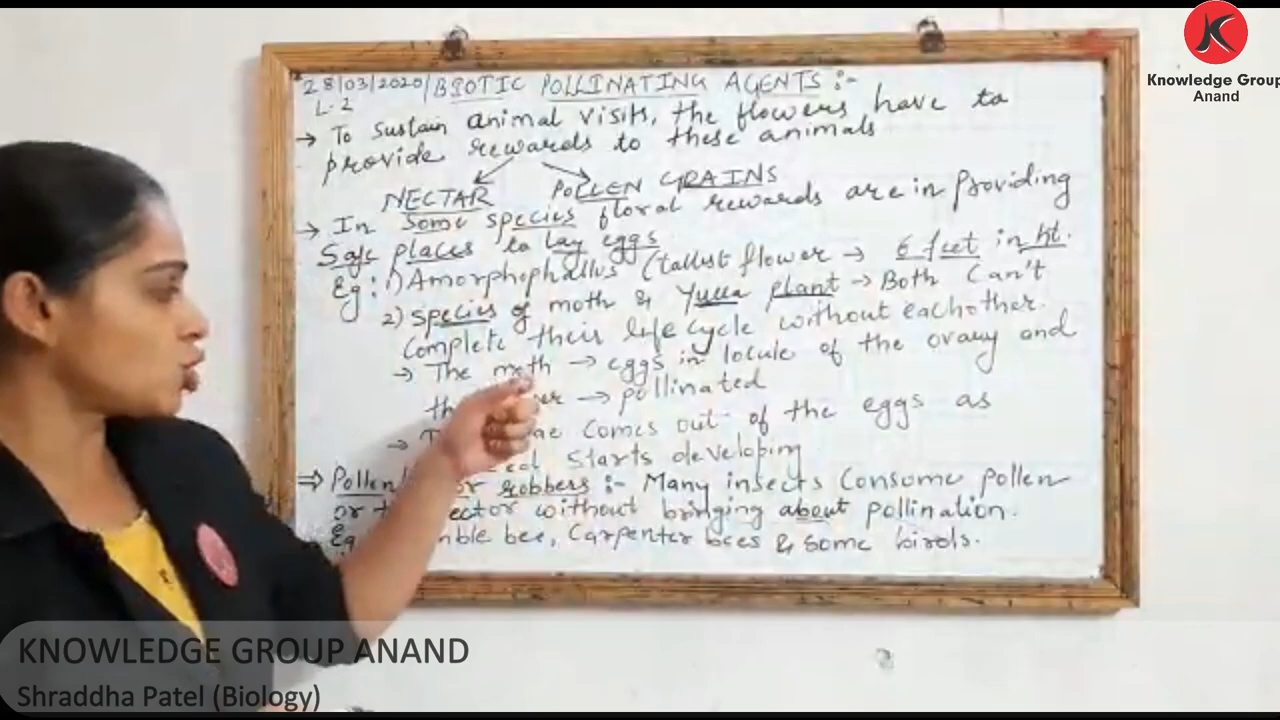 28/03/2020/ BIOTIC POLLINATING AGENTS :-
L.2
→ To sustain animal visits, the flowers have to
provide rewards to these animals
NECTAR POLLEN GRAINS
→ In some species floral rewards are in providing
Safe places to lay eggs
Eg: 1) Amorphophallus (tallest flower → 6 feet in ht.
2) species of moth & Yucca plant → Both Can't
Complete their life cycle without eachother.
→ The moth → eggs in locule of the ovary and
→ pollinated
→ comes out of the eggs as
starts developing
⇒ Pollen or robbers :- Many insects Consume pollen
or without bringing about pollination.
Eg bee, Carpenter bees & some birds.
K
Knowledge Group
Anand
KNOWLEDGE GROUP ANAND
Shraddha Patel (Biology)